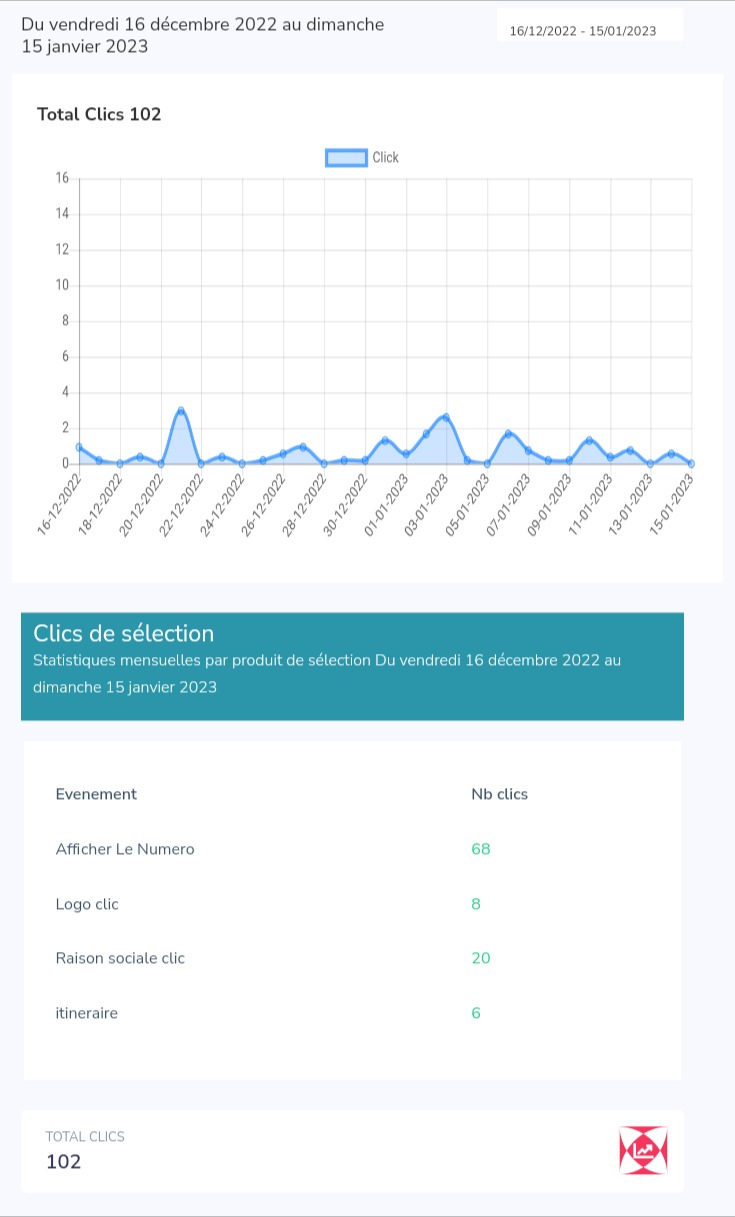 Du vendredi 16 décembre 2022 au dimanche
15 janvier 2023
16/12/2022 - 15/01/2023
Total Clics 102
Click
16
14
12
10
8
6
4
2
0
16-12-2022
18-12-2022
20-12-2022
22-12-2022
24-12-2022
26-12-2022
28-12-2022
30-12-2022
01-01-2023
03-01-2023
05-01-2023
07-01-2023
09-01-2023
11-01-2023
13-01-2023
15-01-2023
Clics de sélection
Statistiques mensuelles par produit de sélection Du vendredi 16 décembre 2022 au
dimanche 15 janvier 2023
Evenement Nb clics
Afficher Le Numero 68
Logo clic 8
Raison sociale clic 20
itineraire 6
TOTAL CLICS
102